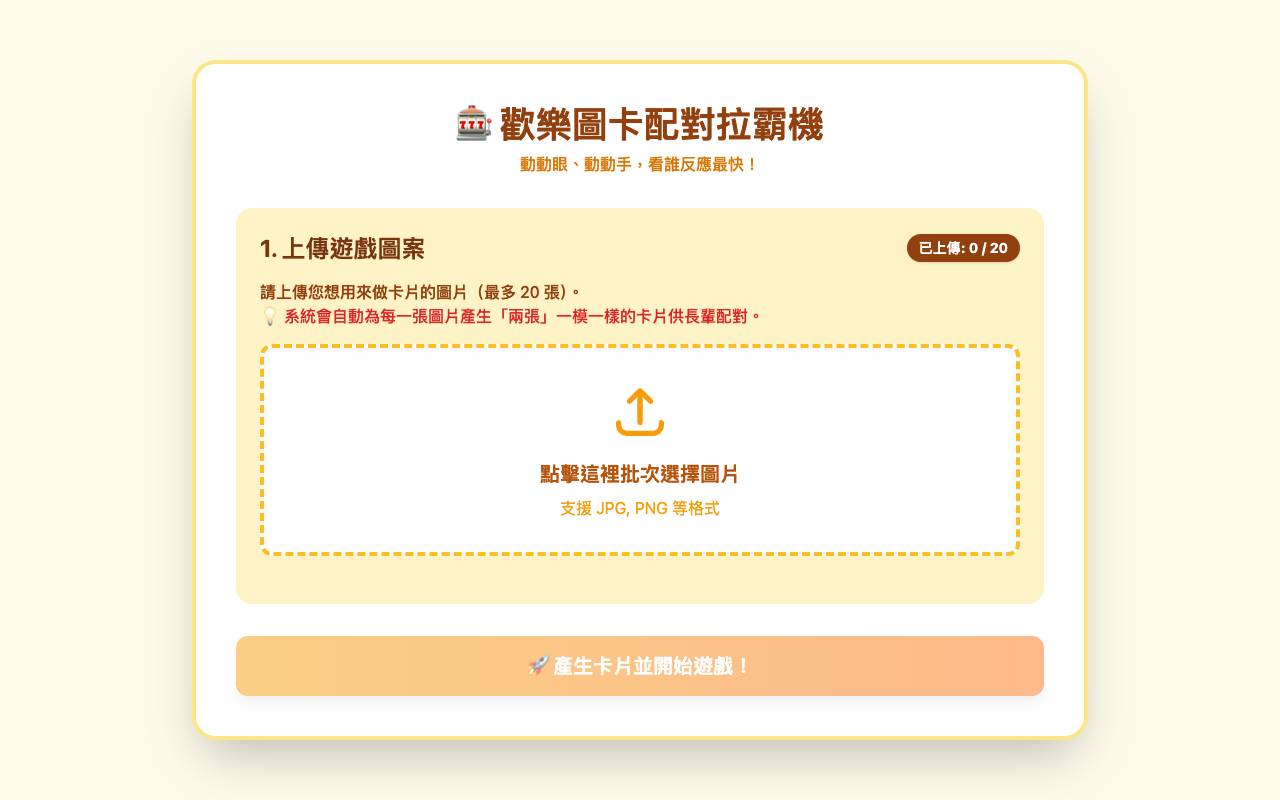 🎰 歡樂圖卡配對拉霸機
動動眼、動動手，看誰反應最快！
1. 上傳遊戲圖案
已上傳: 0 / 20
請上傳您想用來做卡片的圖片（最多 20 張）。
💡 系統會自動為每一張圖片產生「兩張」一模一樣的卡片供長輩配對。
點擊這裡批次選擇圖片
支援 JPG, PNG 等格式
🚀 產生卡片並開始遊戲！